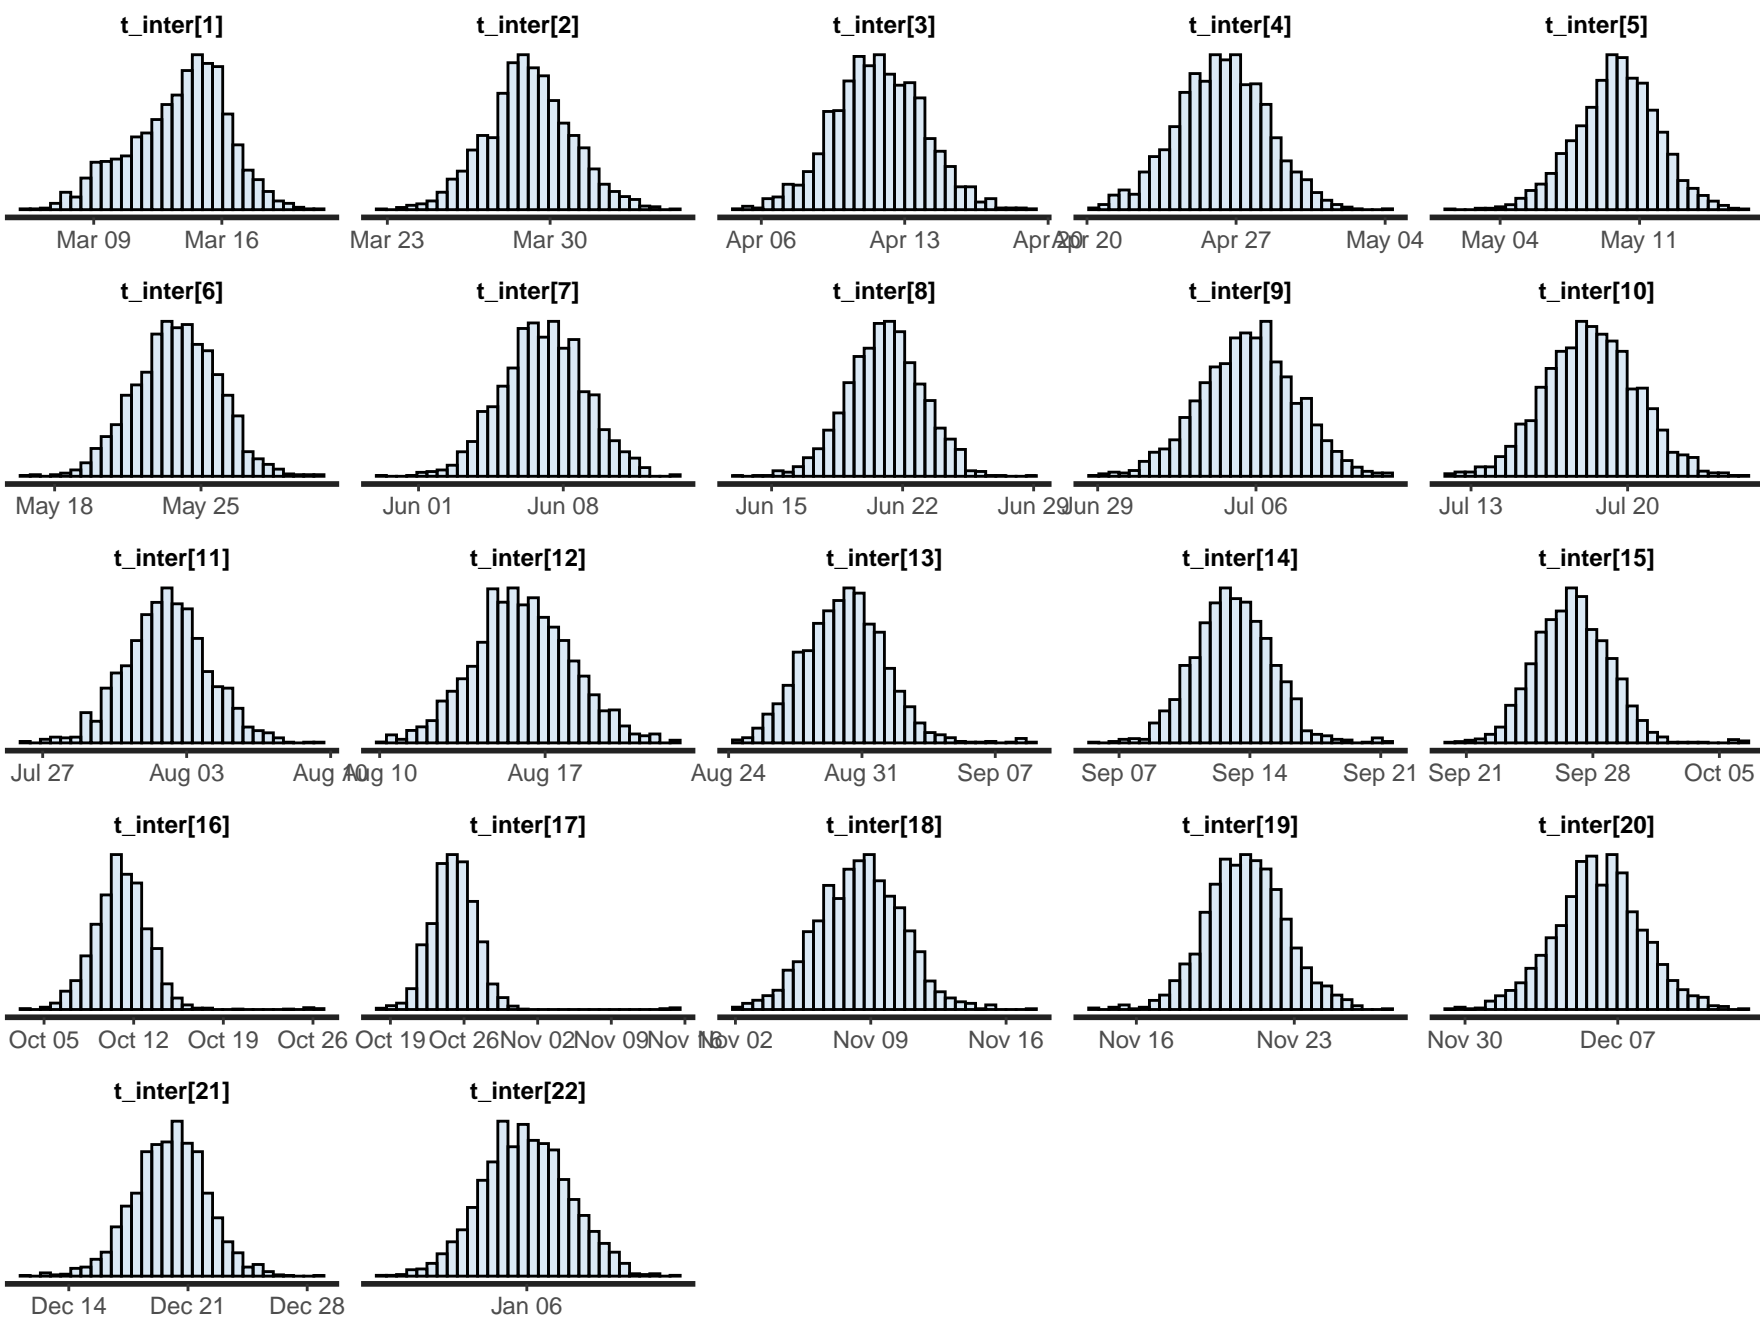 t_inter[1] t_inter[2] t_inter[3] t_inter[4] t_inter[5]
Mar 09 Mar 16 Mar 23 Mar 30 Apr 06 Apr 13 Apr 20 Apr 20 Apr 27 May 04 May 04 May 11
t_inter[6] t_inter[7] t_inter[8] t_inter[9] t_inter[10]
May 18 May 25 Jun 01 Jun 08 Jun 15 Jun 22 Jun 29 Jun 29 Jul 06 Jul 13 Jul 20
t_inter[11] t_inter[12] t_inter[13] t_inter[14] t_inter[15]
Jul 27 Aug 03 Aug 10 Aug 10 Aug 17 Aug 24 Aug 31 Sep 07 Sep 07 Sep 14 Sep 21 Sep 21 Sep 28 Oct 05
t_inter[16] t_inter[17] t_inter[18] t_inter[19] t_inter[20]
Oct 05 Oct 12 Oct 19 Oct 26 Oct 19 Oct 26 Nov 02 Nov 09 Nov 16 Nov 02 Nov 09 Nov 16 Nov 16 Nov 23 Nov 30 Dec 07
t_inter[21] t_inter[22]
Dec 14 Dec 21 Dec 28 Jan 06